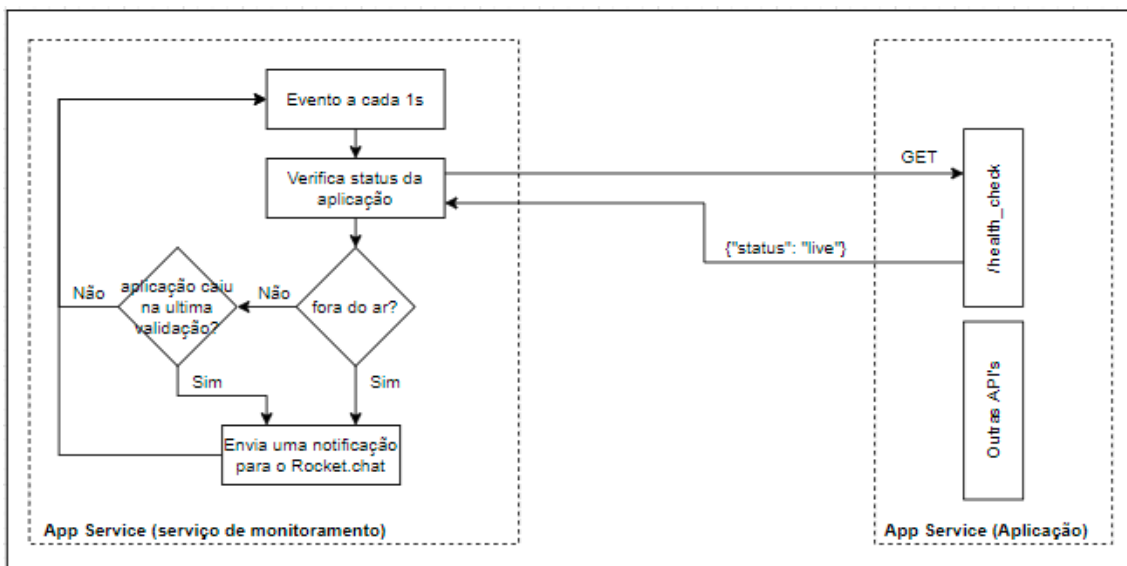 Evento a cada 1s
Verifica status da
aplicação
GET
/health_check
{"status": "live"}
fora do ar?
Não
aplicação caiu
na ultima
validação?
Não
Sim
Sim
Envia uma notificação
para o Rocket.chat
Outras API's
App Service (serviço de monitoramento)
App Service (Aplicação)